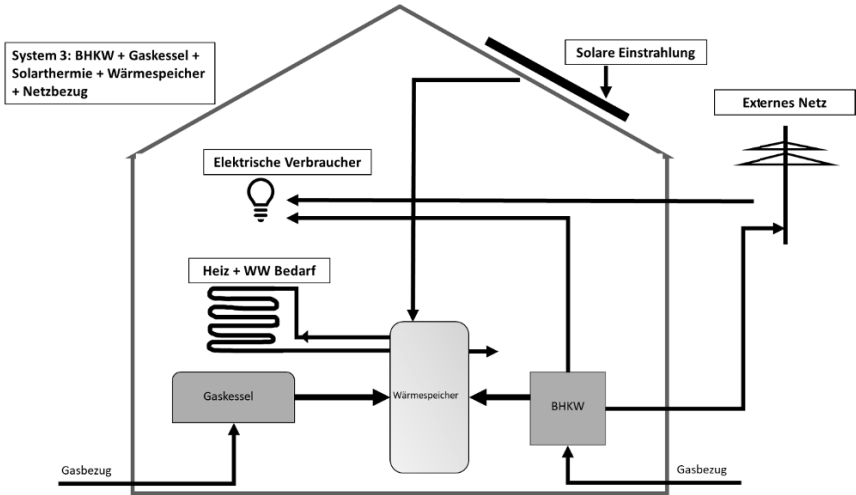 System 3: BHKW + Gaskessel +
Solarthermie + Wärmespeicher
+ Netzbezug
Solare Einstrahlung
Externes Netz
Elektrische Verbraucher
Heiz + WW Bedarf
Gaskessel
Wärmespeicher
BHKW
Gasbezug
Gasbezug